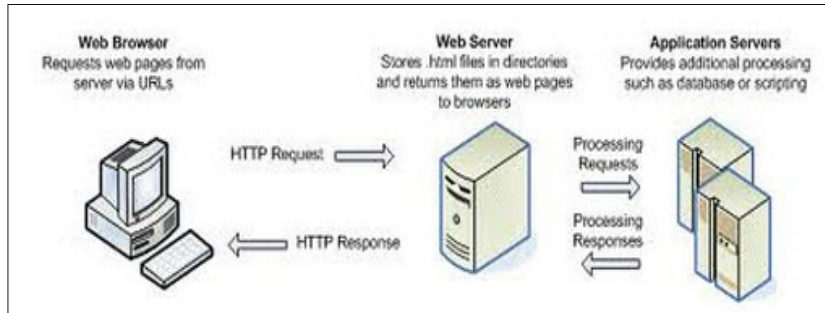 Web Browser
Requests web pages from
server via URLs
Web Server
Stores .html files in directories
and returns them as web pages
to browsers
Application Servers
Provides additional processing
such as database or scripting
HTTP Request
HTTP Response
Processing
Requests
Processing
Responses